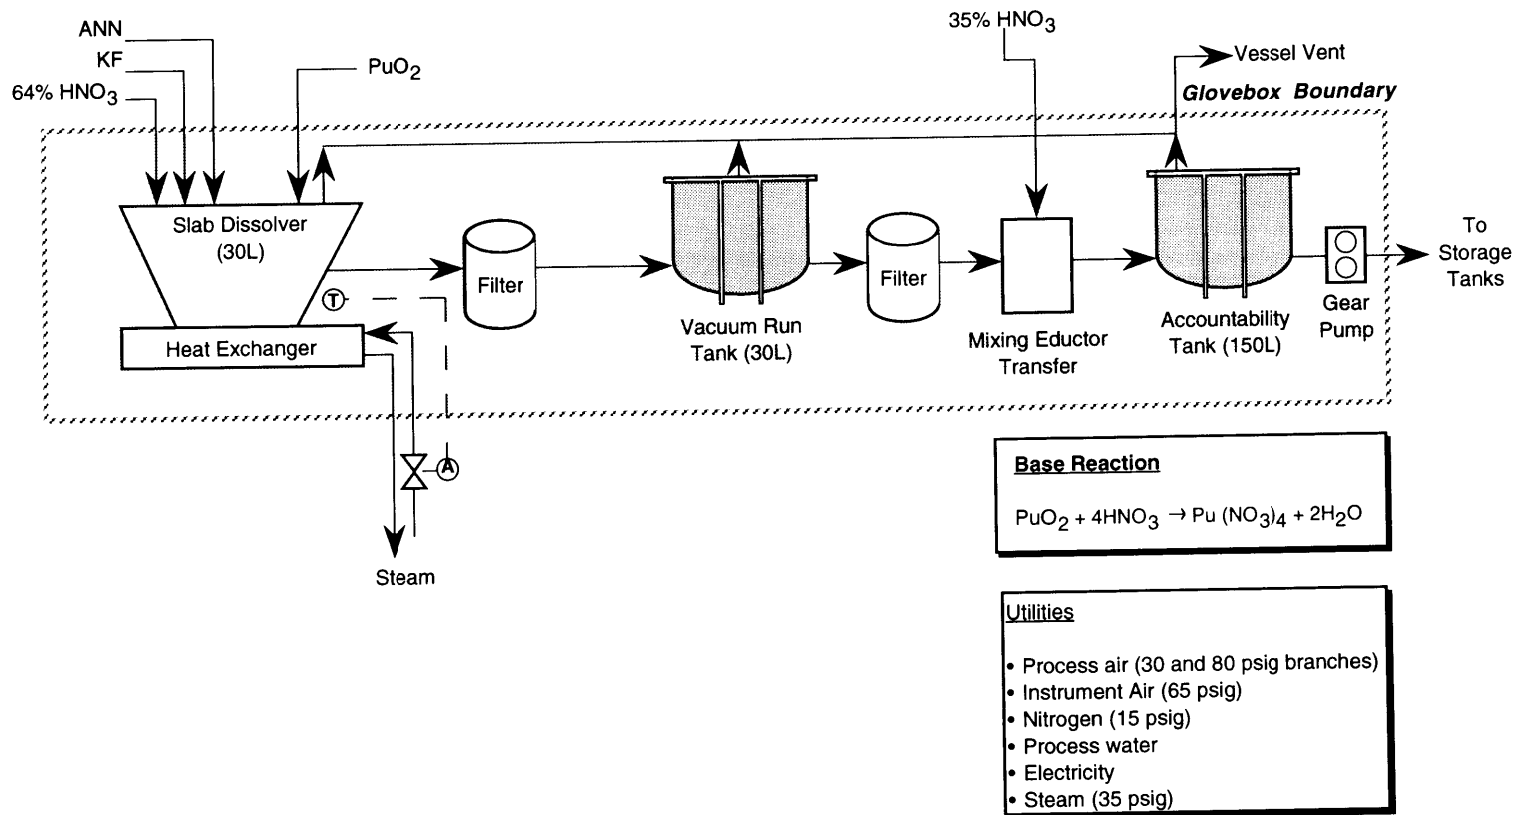 ANN
KF
64% HNO3
PuO2
35% HNO3
Vessel Vent
Glovebox Boundary
Slab Dissolver
(30L)
Filter
T
Heat Exchanger
Vacuum Run
Tank (30L)
Filter
Mixing Eductor
Transfer
Accountability
Tank (150L)
Gear
Pump
To
Storage
Tanks
A
Steam
Base Reaction
PuO2 + 4HNO3 → Pu (NO3)4 + 2H2O
Utilities
• Process air (30 and 80 psig branches)
• Instrument Air (65 psig)
• Nitrogen (15 psig)
• Process water
• Electricity
• Steam (35 psig)